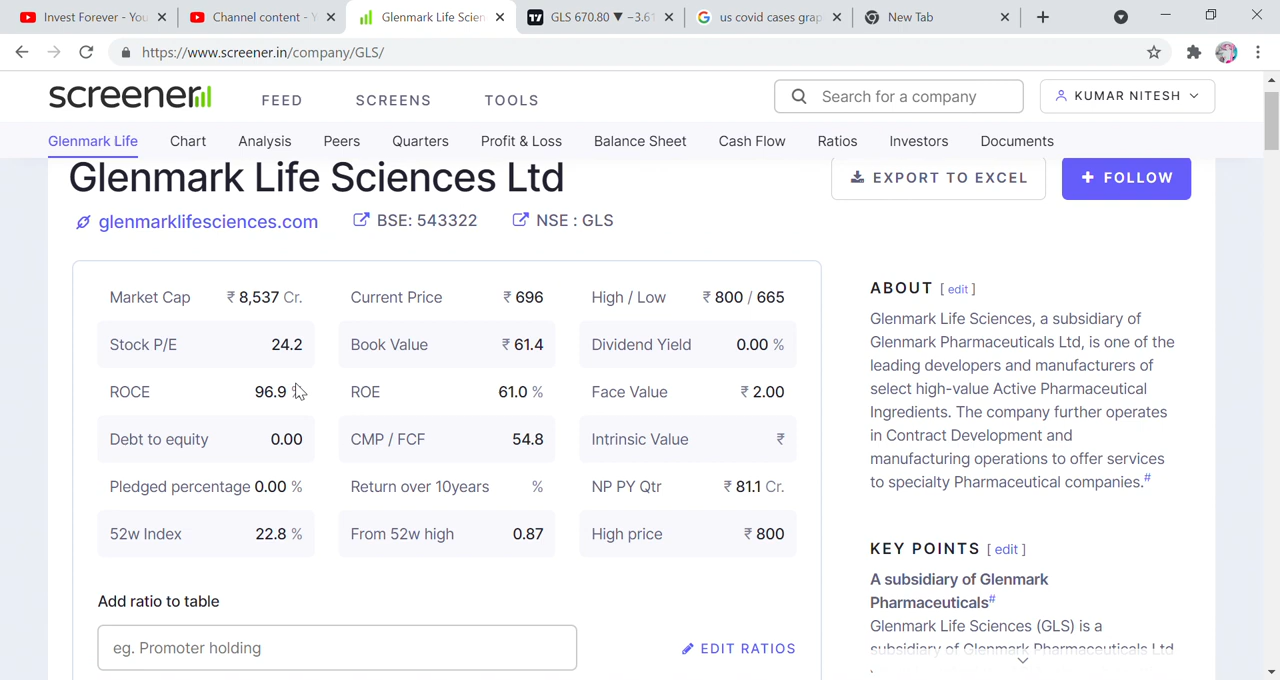 Invest Forever - You
Channel content - Y
Glenmark Life Scien
GLS 670.80 ▼ −3.61
us covid cases grap
New Tab
https://www.screener.in/company/GLS/
screener
FEED
SCREENS
TOOLS
Search for a company
KUMAR NITESH
Glenmark Life
Chart
Analysis
Peers
Quarters
Profit & Loss
Balance Sheet
Cash Flow
Ratios
Investors
Documents
Glenmark Life Sciences Ltd
EXPORT TO EXCEL
+ FOLLOW
glenmarklifesciences.com
BSE: 543322
NSE : GLS
Market Cap ₹ 8,537 Cr.
Current Price ₹ 696
High / Low ₹ 800 / 665
Stock P/E 24.2
Book Value ₹ 61.4
Dividend Yield 0.00 %
ROCE 96.9 %
ROE 61.0 %
Face Value ₹ 2.00
Debt to equity 0.00
CMP / FCF 54.8
Intrinsic Value ₹
Pledged percentage 0.00 %
Return over 10years %
NP PY Qtr ₹ 81.1 Cr.
52w Index 22.8 %
From 52w high 0.87
High price ₹ 800
Add ratio to table
eg. Promoter holding
EDIT RATIOS
ABOUT [ edit ]
Glenmark Life Sciences, a subsidiary of
Glenmark Pharmaceuticals Ltd, is one of the
leading developers and manufacturers of
select high-value Active Pharmaceutical
Ingredients. The company further operates
in Contract Development and
manufacturing operations to offer services
to specialty Pharmaceutical companies.#
KEY POINTS [ edit ]
A subsidiary of Glenmark
Pharmaceuticals#
Glenmark Life Sciences (GLS) is a
subsidiary of Glenmark Pharmaceuticals Ltd